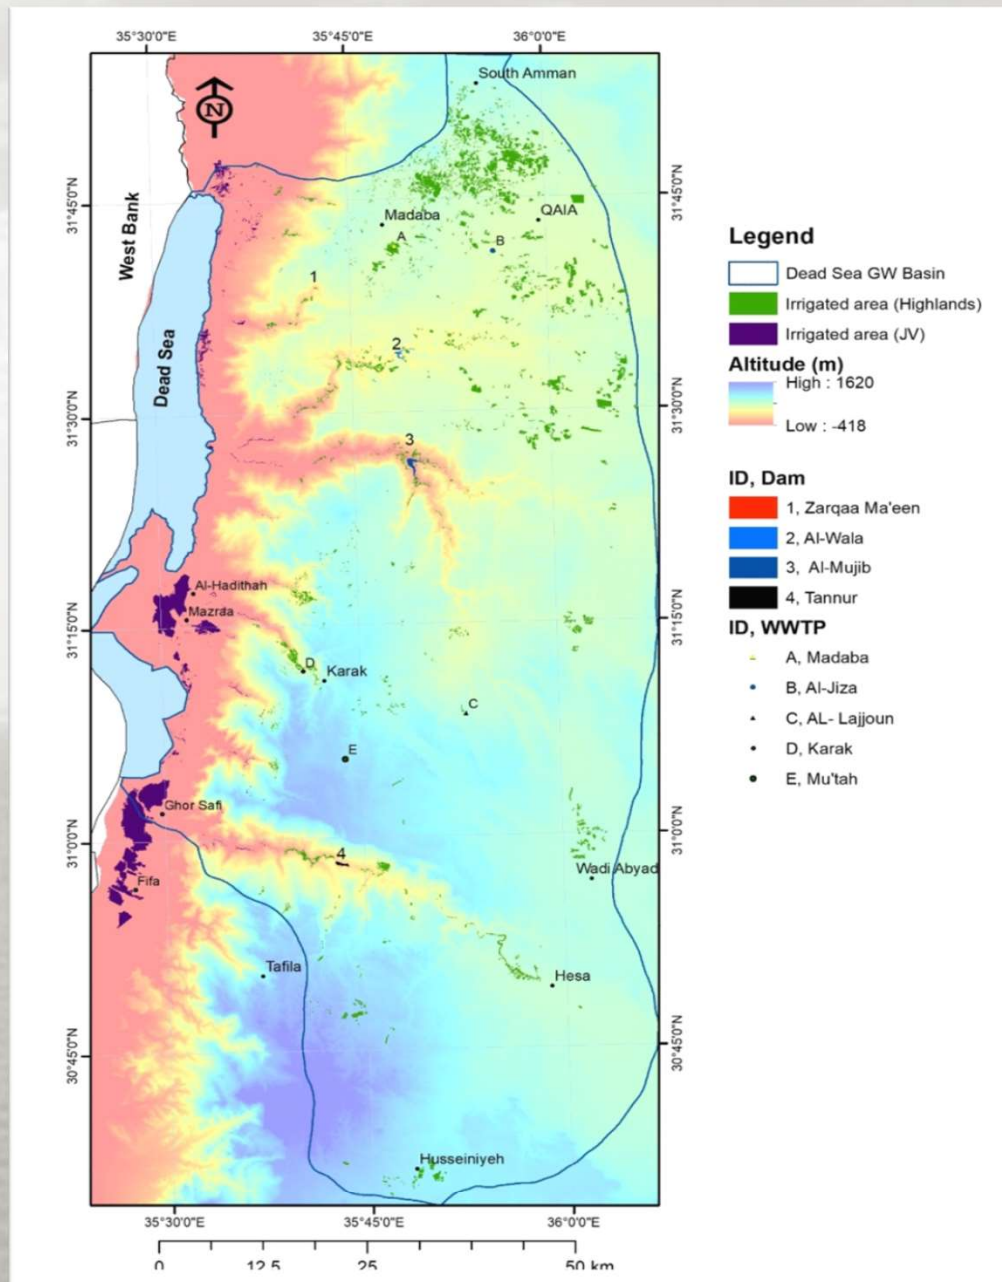 35°30'0"E
35°45'0"E
36°0'0"E
South Amman
N
31°45'0"N
31°45'0"N
West Bank
Madaba
QAIA
A
B
1
2
Dead Sea
31°30'0"N
31°30'0"N
3
Al-Hadithah
Mazraa
31°15'0"N
31°15'0"N
D
Karak
C
E
Ghor Safi
31°0'0"N
31°0'0"N
4
Wadi Abyad
Fifa
Tafila
Hesa
30°45'0"N
30°45'0"N
Husseiniyeh
35°30'0"E
35°45'0"E
36°0'0"E
0 12.5 25 50 km
Legend
Dead Sea GW Basin
Irrigated area (Highlands)
Irrigated area (JV)
Altitude (m)
High : 1620
Low : -418
ID, Dam
1, Zarqaa Ma'een
2, Al-Wala
3, Al-Mujib
4, Tannur
ID, WWTP
A, Madaba
B, Al-Jiza
C, AL- Lajjoun
D, Karak
E, Mu'tah